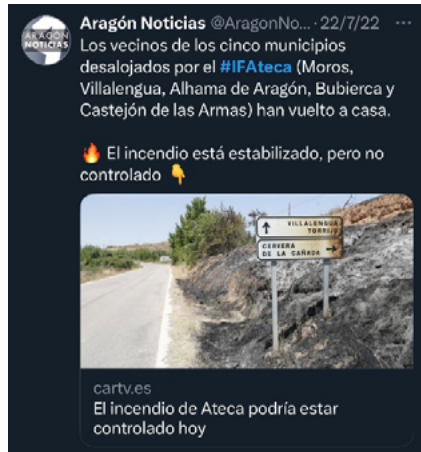 Aragón Noticias @AragonNo... · 22/7/22 ···
ARAGÓN
NOTICIAS
Los vecinos de los cinco municipios
desalojados por el #IFAteca (Moros,
Villalengua, Alhama de Aragón, Bubierca y
Castejón de las Armas) han vuelto a casa.
🔥 El incendio está estabilizado, pero no
controlado 👇
VILLALENGUA
TORRIJO
CERVERA
DE LA CAÑADA
cartv.es
El incendio de Ateca podría estar
controlado hoy